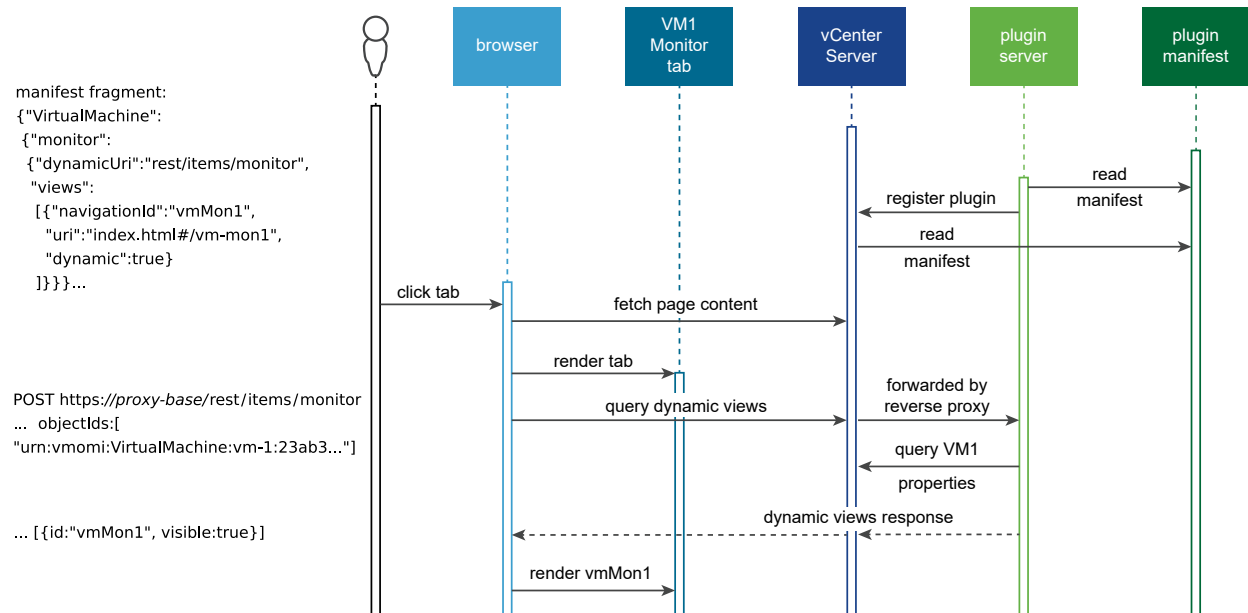 browser
VM1
Monitor
tab
vCenter
Server
plugin
server
plugin
manifest
manifest fragment:
{"VirtualMachine":
{"monitor":
{"dynamicUri":"rest/items/monitor",
"views":
[{"navigationId":"vmMon1",
"uri":"index.html#/vm-mon1",
"dynamic":true}
]}}}...
read
manifest
register plugin
read
manifest
click tab
fetch page content
render tab
POST https://proxy-base/rest/items/monitor
... objectIds:[
"urn:vmomi:VirtualMachine:vm-1:23ab3..."]
query dynamic views
forwarded by
reverse proxy
query VM1
properties
... [{id:"vmMon1", visible:true}]
dynamic views response
render vmMon1